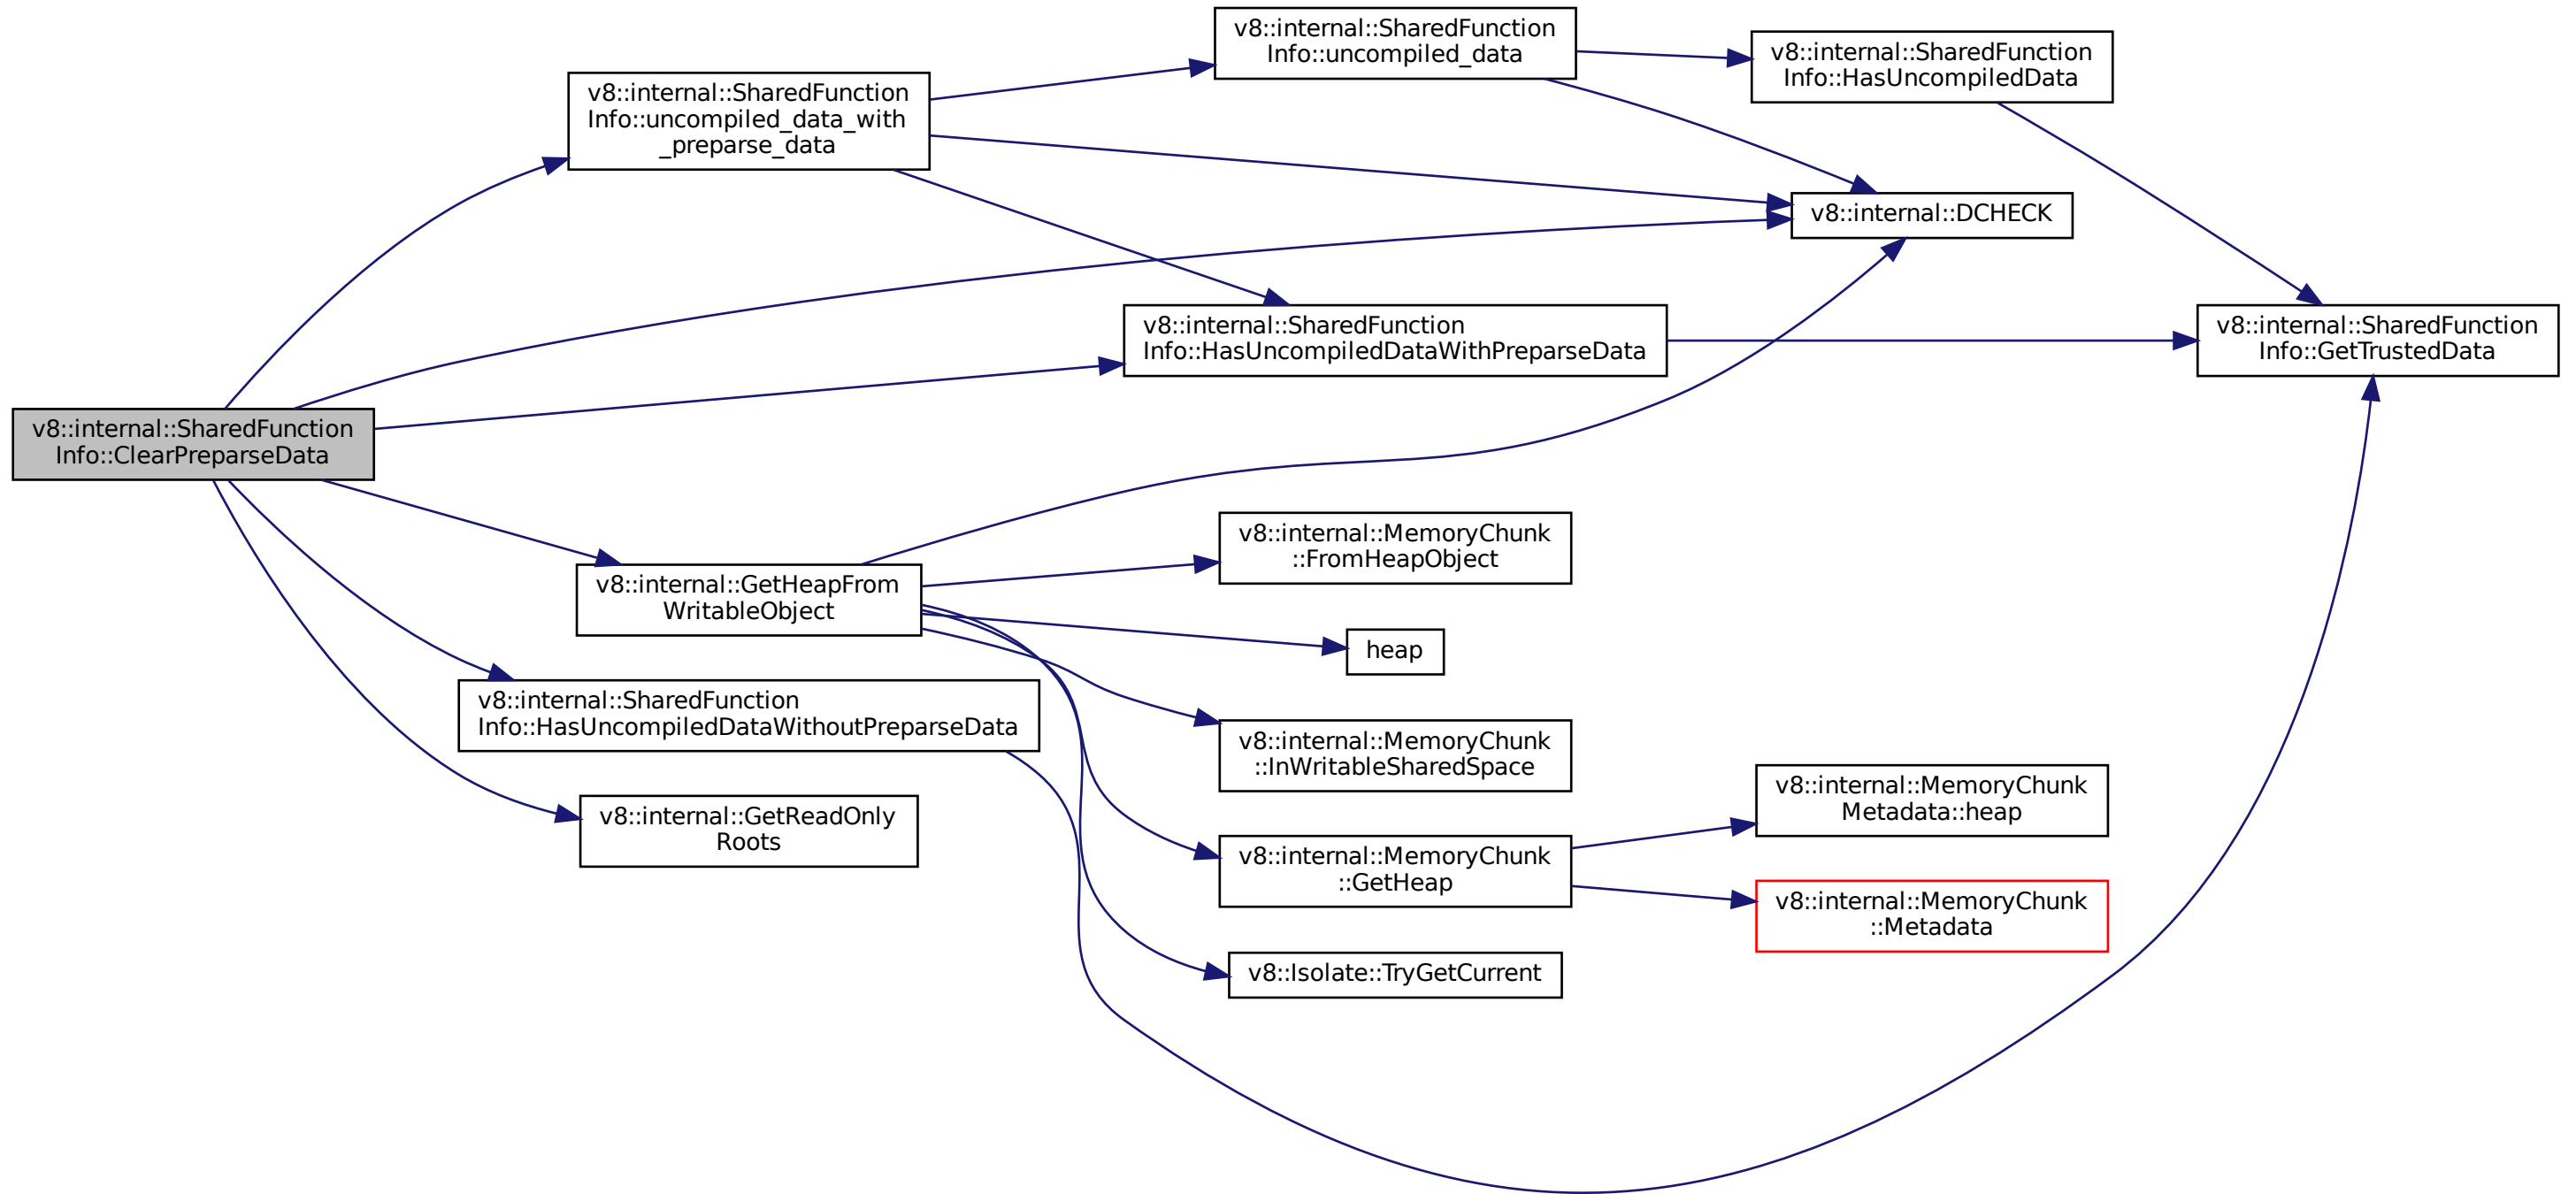 v8::internal::SharedFunction
Info::ClearPreparseData
v8::internal::SharedFunction
Info::uncompiled_data_with
_preparse_data
v8::internal::SharedFunction
Info::uncompiled_data
v8::internal::SharedFunction
Info::HasUncompiledData
v8::internal::DCHECK
v8::internal::SharedFunction
Info::HasUncompiledDataWithPreparseData
v8::internal::SharedFunction
Info::GetTrustedData
v8::internal::GetHeapFrom
WritableObject
v8::internal::MemoryChunk
::FromHeapObject
heap
v8::internal::MemoryChunk
::InWritableSharedSpace
v8::internal::MemoryChunk
::GetHeap
v8::internal::MemoryChunk
Metadata::heap
v8::internal::MemoryChunk
::Metadata
v8::Isolate::TryGetCurrent
v8::internal::SharedFunction
Info::HasUncompiledDataWithoutPreparseData
v8::internal::GetReadOnly
Roots